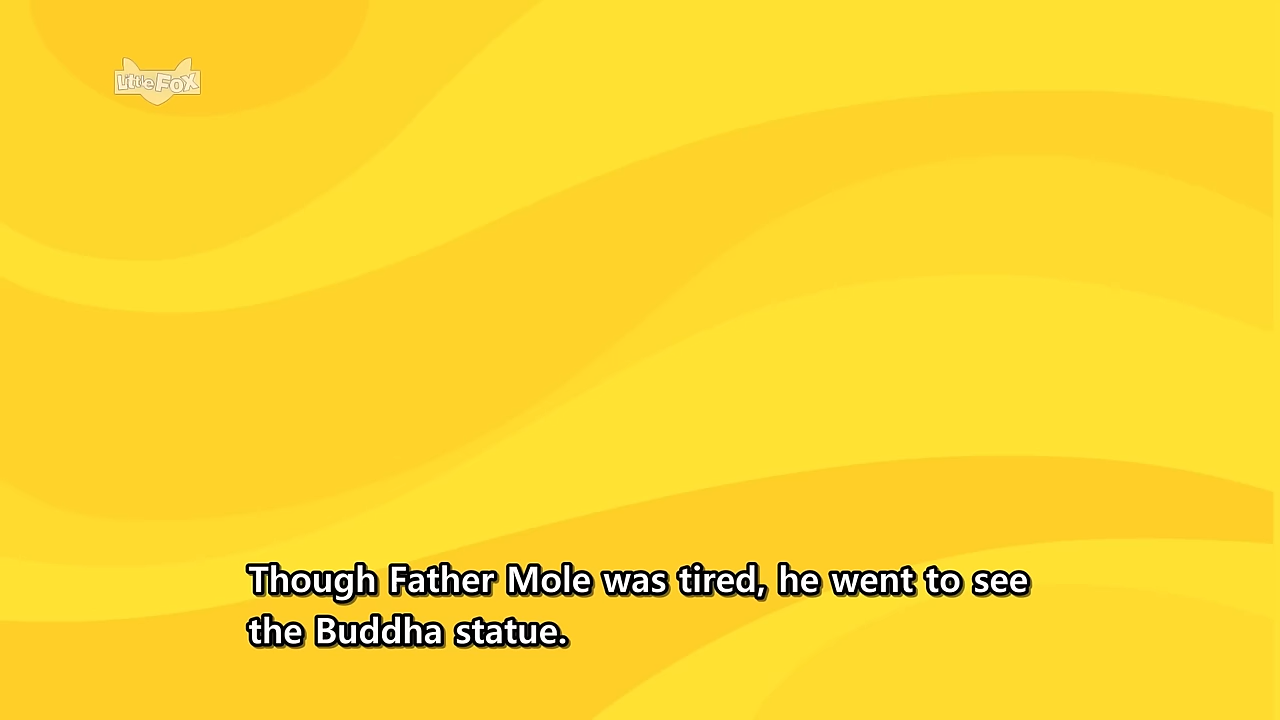 Little Fox
Though Father Mole was tired, he went to see
the Buddha statue.